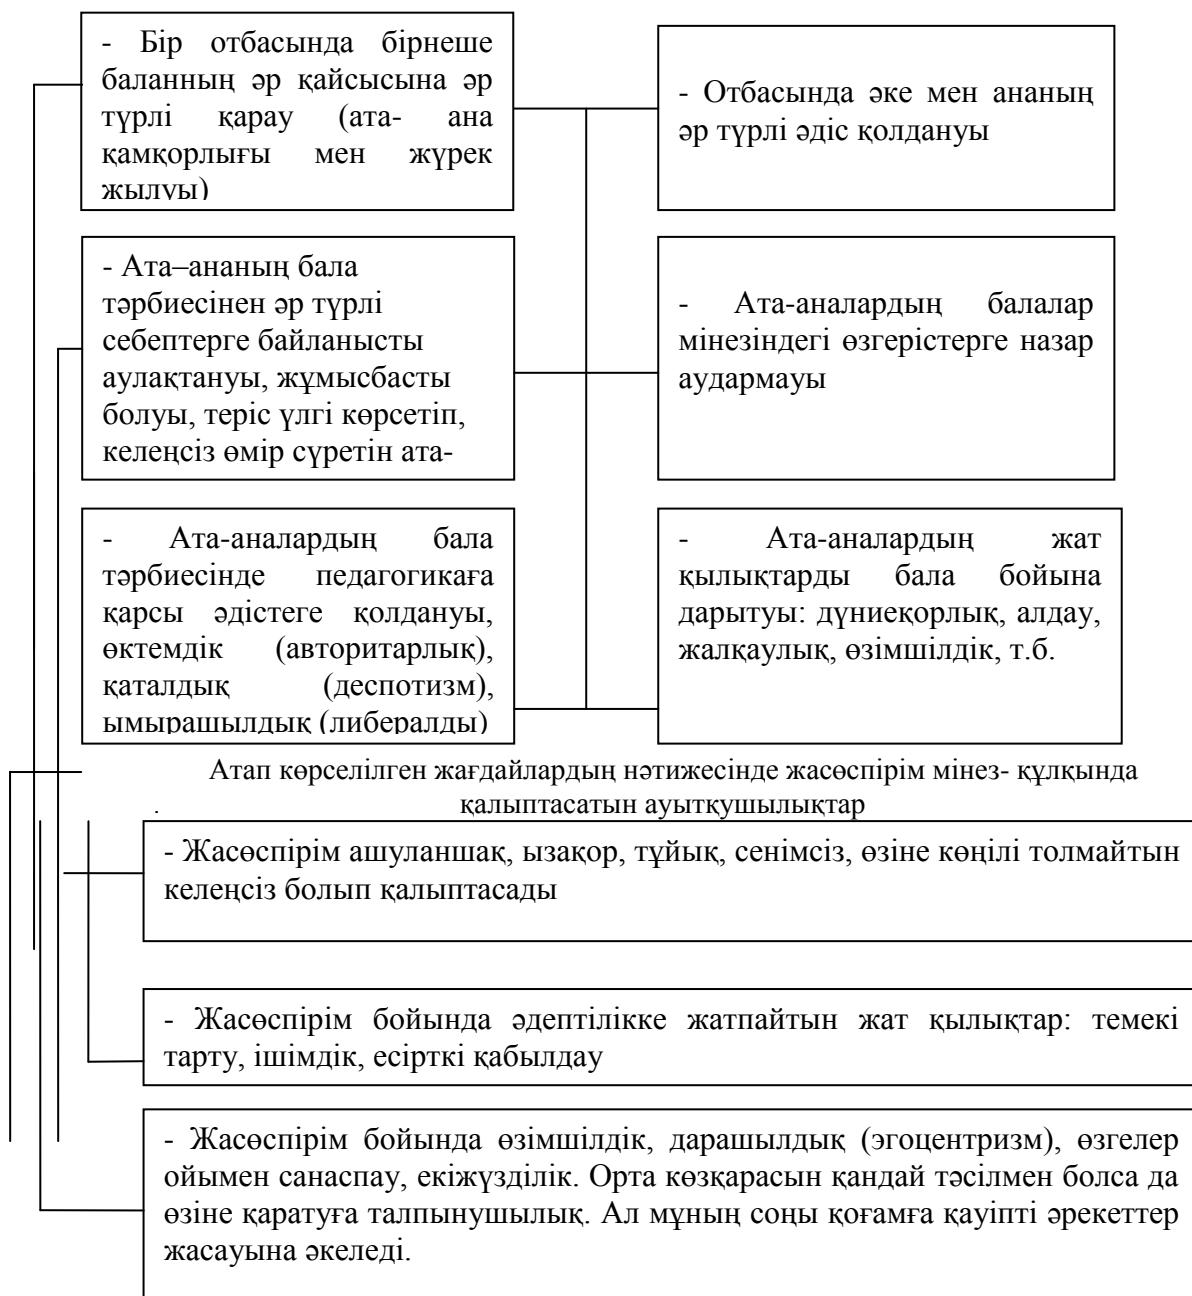 - Бір отбасында бірнеше
баланның әр қайсысына әр
түрлі қарау (ата- ана
қамқорлығы мен жүрек
жылуы)
- Отбасында әке мен ананың
әр түрлі әдіс қолдануы
- Ата–ананың бала
тәрбиесінен әр түрлі
себептерге байланысты
аулақтануы, жұмысбасты
болуы, теріс үлгі көрсетіп,
келеңсіз өмір сүретін ата-
- Ата-аналардың балалар
мінезіндегі өзгерістерге назар
аудармауы
- Ата-аналардың бала
тәрбиесінде педагогикаға
қарсы әдістеге қолдануы,
өктемдік (авторитарлық),
қаталдық (деспотизм),
ымырашылдық (либералды)
- Ата-аналардың жат
қылықтарды бала бойына
дарытуы: дүниеқорлық, алдау,
жалқаулық, өзімшілдік, т.б.
Атап көрселілген жағдайлардың нәтижесінде жасөспірім мінез- құлқында
. қалыптасатын ауытқушылықтар
- Жасөспірім ашуланшақ, ызақор, тұйық, сенімсіз, өзіне көңілі толмайтын
келеңсіз болып қалыптасады
- Жасөспірім бойында әдептілікке жатпайтын жат қылықтар: темекі
тарту, ішімдік, есірткі қабылдау
- Жасөспірім бойында өзімшілдік, дарашылдық (эгоцентризм), өзгелер
ойымен санаспау, екіжүзділік. Орта көзқарасын қандай тәсілмен болса да
өзіне қаратуға талпынушылық. Ал мұның соңы қоғамға қауіпті әрекеттер
жасауына әкеледі.